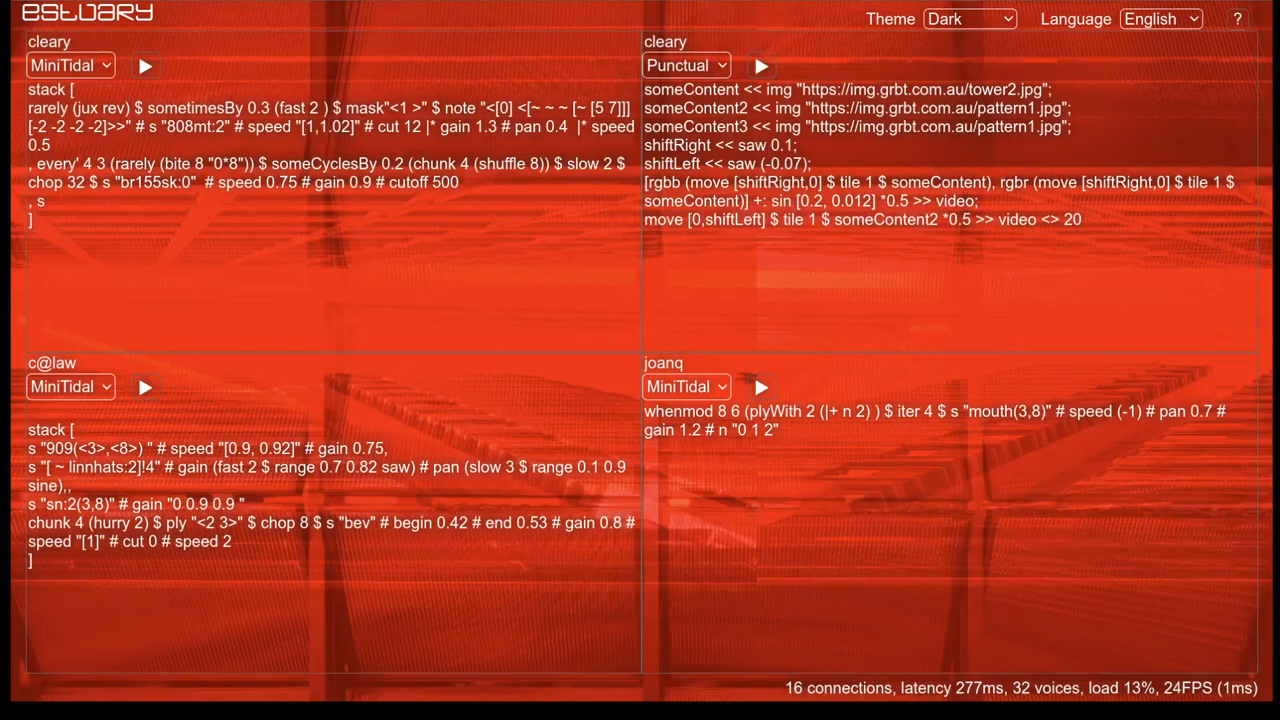 estuary
Theme Dark Language English ?
cleary
MiniTidal
stack [
rarely (jux rev) $ sometimesBy 0.3 (fast 2 ) $ mask"<1 >" $ note "<[0] <[~ ~ ~ [~ [5 7]]]
[-2 -2 -2 -2]>>" # s "808mt:2" # speed "[1,1.02]" # cut 12 |* gain 1.3 # pan 0.4  |* speed
0.5
, every' 4 3 (rarely (bite 8 "0*8")) $ someCyclesBy 0.2 (chunk 4 (shuffle 8)) $ slow 2 $
chop 32 $ s "br155sk:0"  # speed 0.75 # gain 0.9 # cutoff 500
, s
]
cleary
Punctual
someContent << img "https://img.grbt.com.au/tower2.jpg";
someContent2 << img "https://img.grbt.com.au/pattern1.jpg";
someContent3 << img "https://img.grbt.com.au/pattern1.jpg";
shiftRight << saw 0.1;
shiftLeft << saw (-0.07);
[rgbb (move [shiftRight,0] $ tile 1 $ someContent), rgbr (move [shiftRight,0] $ tile 1 $
someContent)] +: sin [0.2, 0.012] *0.5 >> video;
move [0,shiftLeft] $ tile 1 $ someContent2 *0.5 >> video <> 20
c@law
MiniTidal
stack [
s "909(<3>,<8>) " # speed "[0.9, 0.92]" # gain 0.75,
s "[ ~ linnhats:2]!4" # gain (fast 2 $ range 0.7 0.82 saw) # pan (slow 3 $ range 0.1 0.9
sine),,
s "sn:2(3,8)" # gain "0 0.9 0.9 "
chunk 4 (hurry 2) $ ply "<2 3>" $ chop 8 $ s "bev" # begin 0.42 # end 0.53 # gain 0.8 #
speed "[1]" # cut 0 # speed 2
]
joanq
MiniTidal
whenmod 8 6 (plyWith 2 (|+ n 2) ) $ iter 4 $ s "mouth(3,8)" # speed (-1) # pan 0.7 #
gain 1.2 # n "0 1 2"
16 connections, latency 277ms, 32 voices, load 13%, 24FPS (1ms)